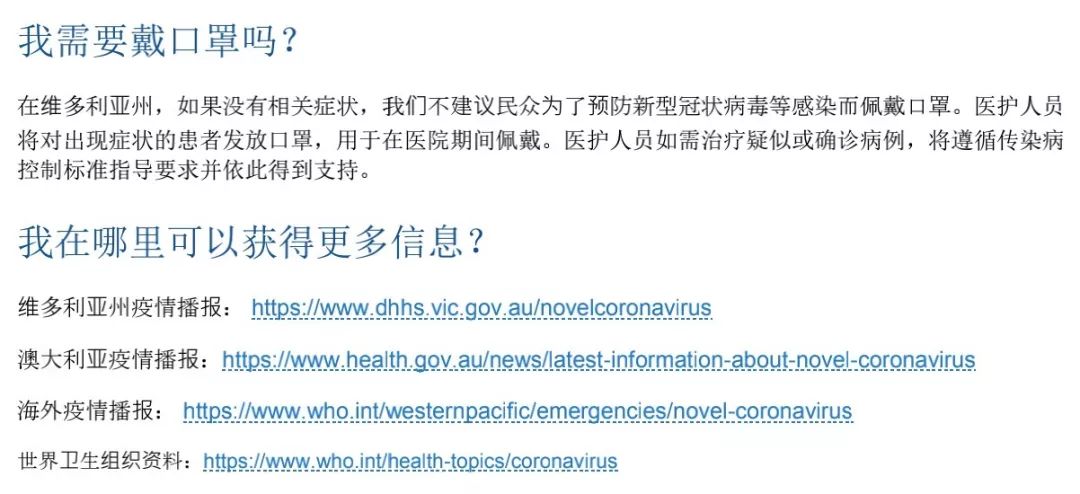 我需要戴口罩吗？
在维多利亚州，如果没有相关症状，我们不建议民众为了预防新型冠状病毒等感染而佩戴口罩。医护人员
将对出现症状的患者发放口罩，用于在医院期间佩戴。医护人员如需治疗疑似或确诊病例，将遵循传染病
控制标准指导要求并依此得到支持。
我在哪里可以获得更多信息？
维多利亚州疫情播报： https://www.dhhs.vic.gov.au/novelcoronavirus
澳大利亚疫情播报：https://www.health.gov.au/news/latest-information-about-novel-coronavirus
海外疫情播报： https://www.who.int/westernpacific/emergencies/novel-coronavirus
世界卫生组织资料：https://www.who.int/health-topics/coronavirus